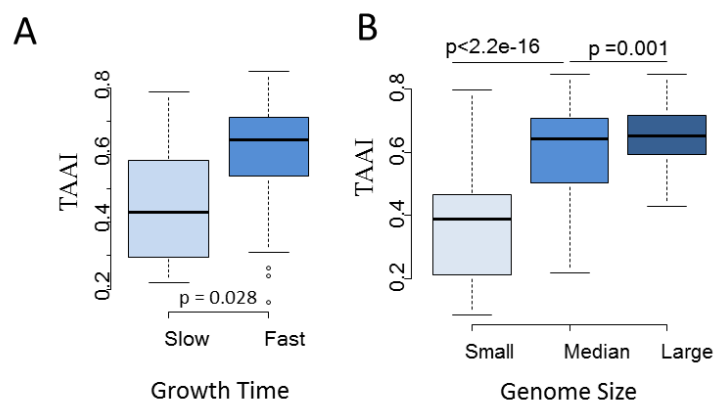 A
TAAI
0.8
0.6
0.4
0.2
p = 0.028
Slow Fast
Growth Time
B
p<2.2e-16 p =0.001
TAAI
0.8
0.6
0.4
0.2
Small Median Large
Genome Size